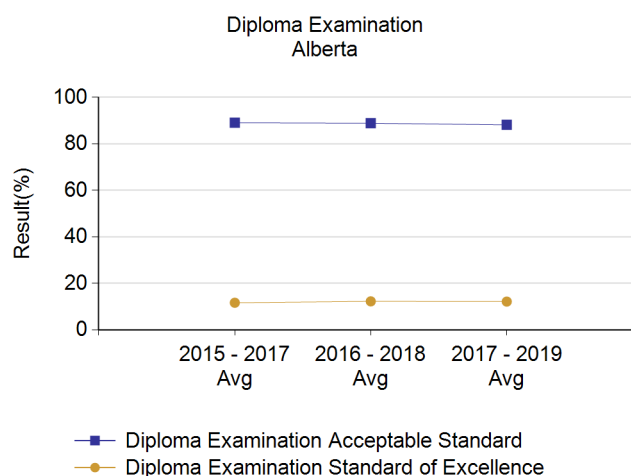 Diploma Examination
Alberta
100
80
60
40
20
0
Result(%)
2015 - 2017 2016 - 2018 2017 - 2019
Avg Avg Avg
Diploma Examination Acceptable Standard
Diploma Examination Standard of Excellence